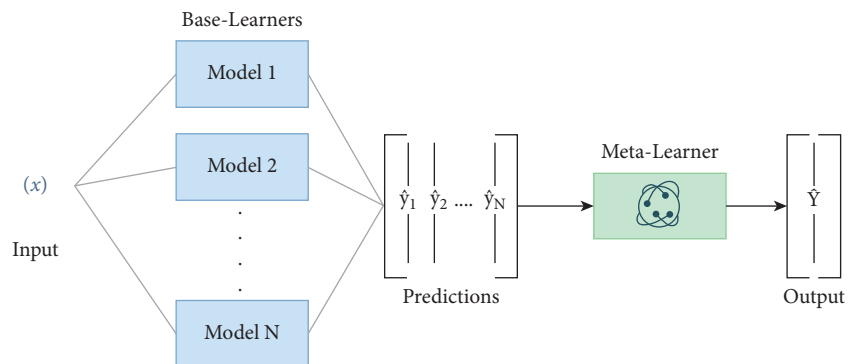 Base-Learners
Model 1
Model 2
Model N
(x)
Input
ŷ1 ŷ2 .... ŷN
Predictions
Meta-Learner
Ŷ
Output